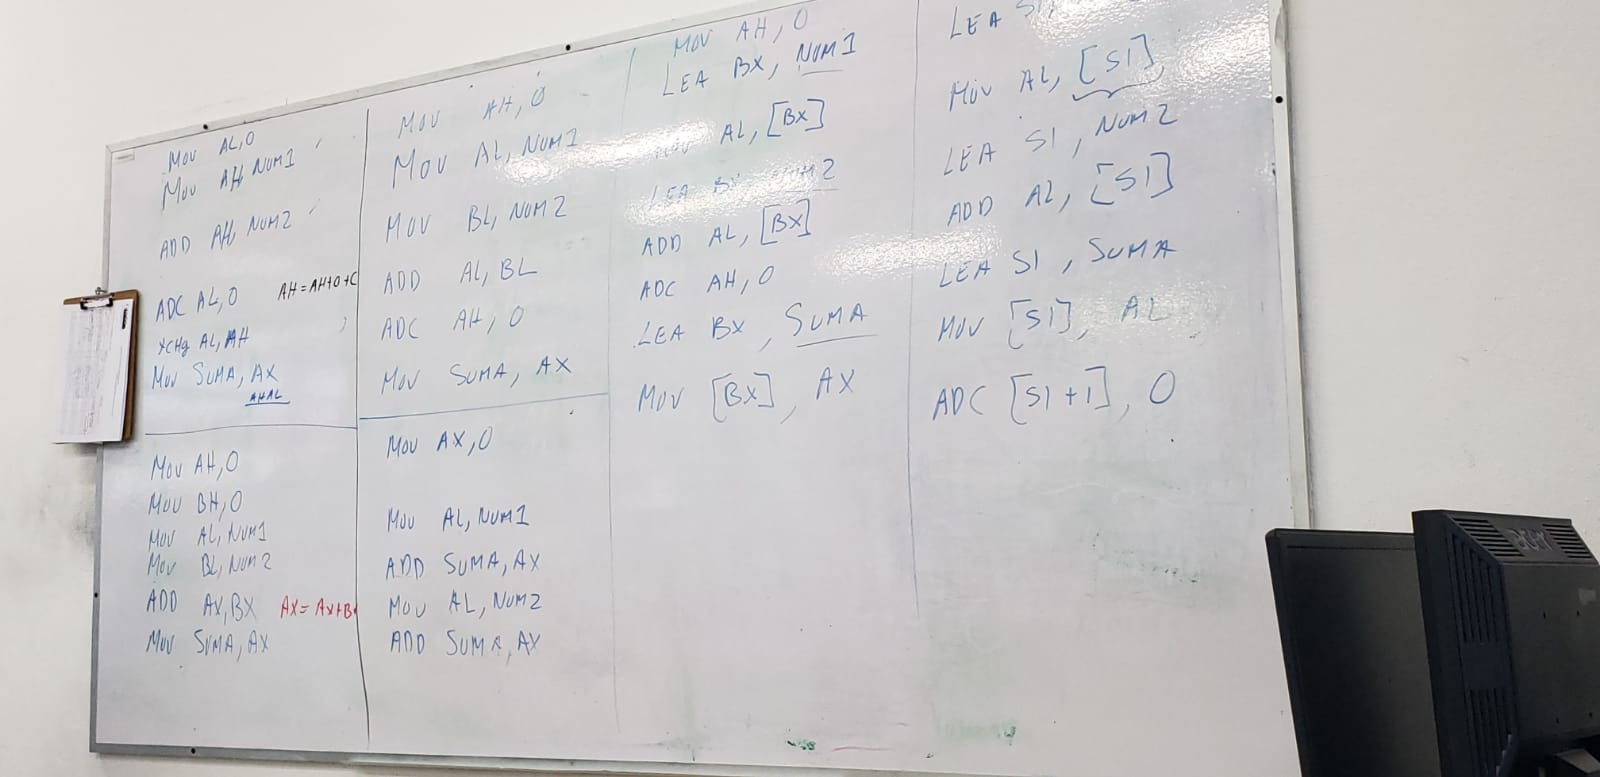 MOV AL,0
MOV AH, NUM1
ADD AH, NUM2
ADC AL,0 AH=AH+0+C
XCHg AL,AH
MOV SUMA, AX
AHAL
MOV AH,0
MOV BH,0
MOV AL,NUM1
MOV BL,NUM2
ADD AX,BX AX=AX+B
MOV SUMA,AX
MOV AH,0
MOV AL,NUM1
MOV BL,NUM2
ADD AL,BL
ADC AH,0
MOV SUMA, AX
MOV AX,0
MOV AL,NUM1
ADD SUMA,AX
MOV AL,NUM2
ADD SUMA,AX
MOV AH,0
LEA BX, NUM1
MOV AL,[BX]
LEA BX NUM2
ADD AL,[BX]
ADC AH,0
LEA BX, SUMA
MOV [BX], AX
LEA SI,
MOV AL,[SI]
LEA SI, NUM2
ADD AL,[SI]
LEA SI, SUMA
MOV [SI], AL
ADC [SI+1], 0